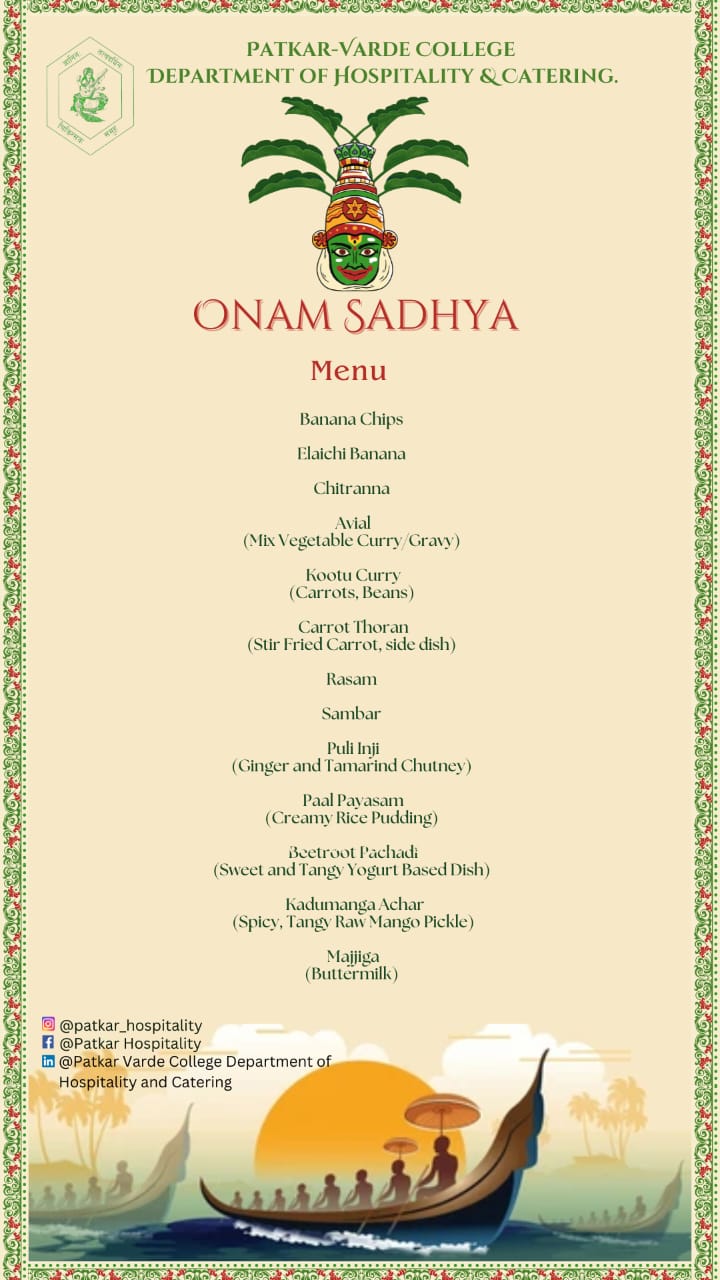 PATKAR-VARDE COLLEGE
DEPARTMENT OF HOSPITALITY & CATERING.
ONAM SADHYA
Menu
Banana Chips
Elaichi Banana
Chitranna
Avial
(Mix Vegetable Curry/Gravy)
Kootu Curry
(Carrots, Beans)
Carrot Thoran
(Stir Fried Carrot, side dish)
Rasam
Sambar
Puli Inji
(Ginger and Tamarind Chutney)
Paal Payasam
(Creamy Rice Pudding)
Beetroot Pachadi
(Sweet and Tangy Yogurt Based Dish)
Kadumanga Achar
(Spicy, Tangy Raw Mango Pickle)
Majjiga
(Buttermilk)
@patkar_hospitality
@Patkar Hospitality
@Patkar Varde College Department of
Hospitality and Catering